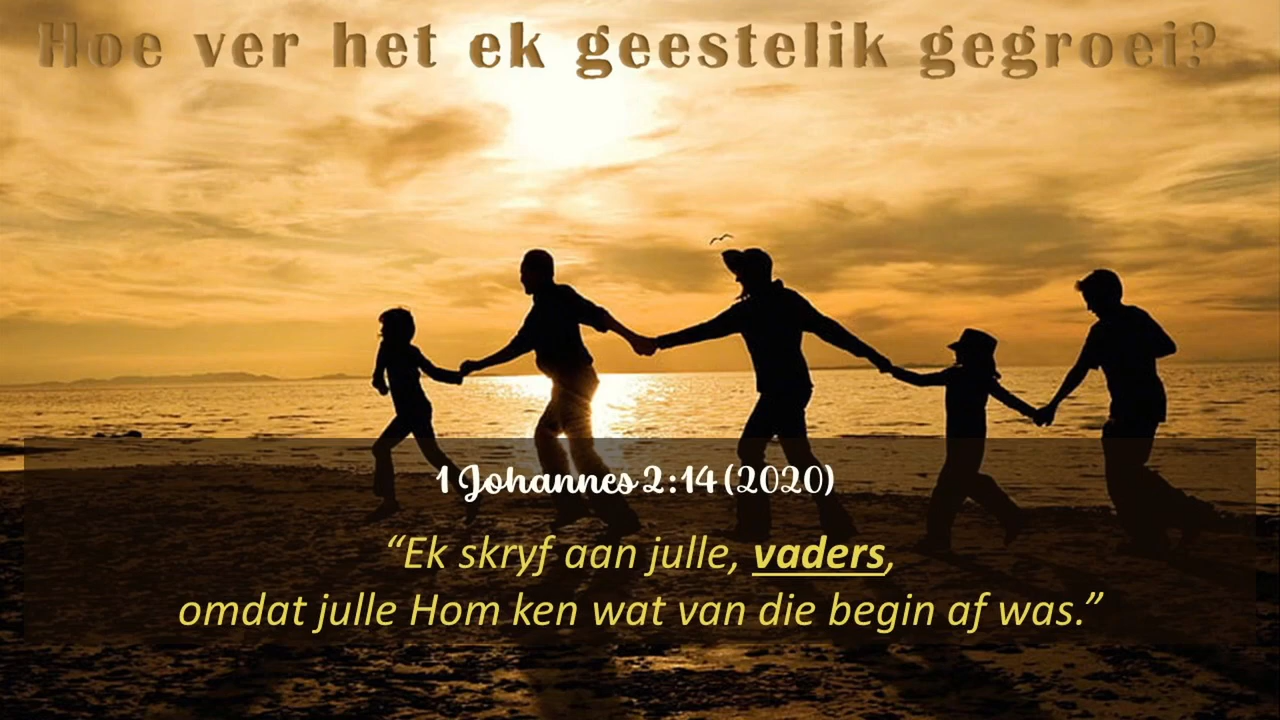 Hoe ver het ek geestelik gegroei?
1 Johannes 2:14 (2020)
“Ek skryf aan julle, vaders,
omdat julle Hom ken wat van die begin af was.”